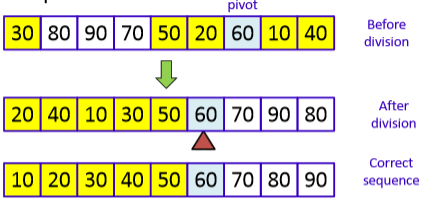 pivot
30 80 90 70 50 20 60 10 40
Before
division
20 40 10 30 50 60 70 90 80
After
division
10 20 30 40 50 60 70 80 90
Correct
sequence